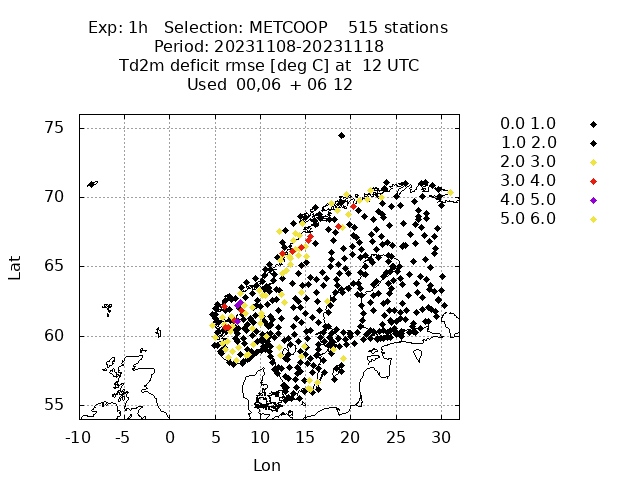 Exp: 1h   Selection: METCOOP    515 stations
Period: 20231108-20231118
Td2m deficit rmse [deg C] at  12 UTC
Used  00,06  + 06 12
0.0 1.0
1.0 2.0
2.0 3.0
3.0 4.0
4.0 5.0
5.0 6.0
75
70
65
60
55
Lat
-10 -5 0 5 10 15 20 25 30
Lon